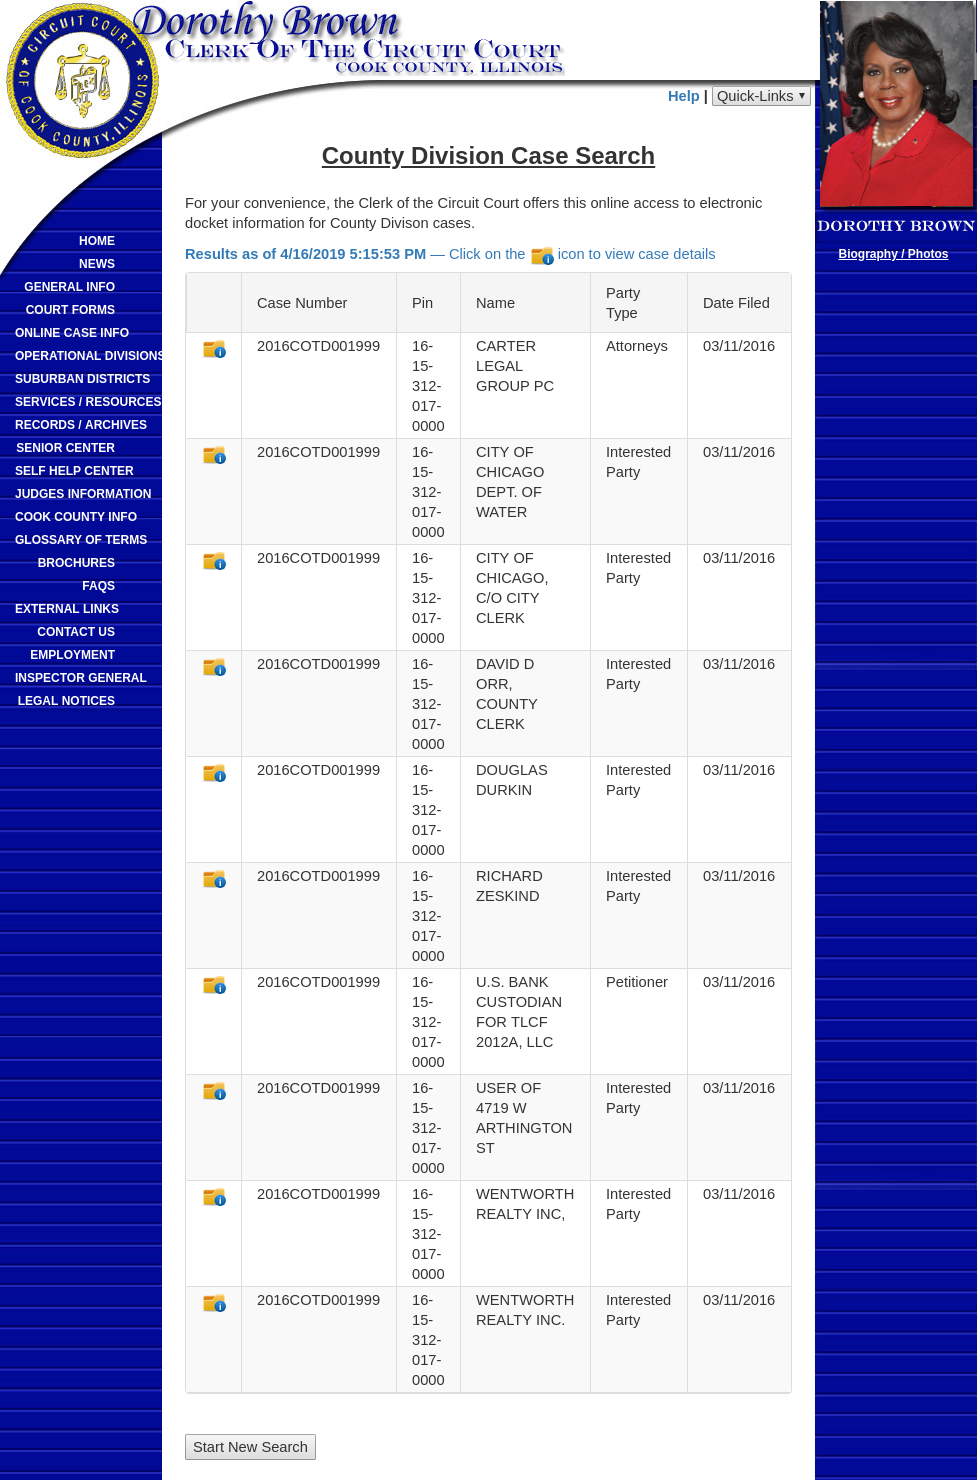 CIRCUIT COURT OF COOK COUNTY, ILLINOIS
Dorothy Brown
CLERK OF THE CIRCUIT COURT
COOK COUNTY, ILLINOIS
Help | Quick-Links ▼
DOROTHY BROWN
Biography / Photos
HOME
NEWS
GENERAL INFO
COURT FORMS
ONLINE CASE INFO
OPERATIONAL DIVISIONS
SUBURBAN DISTRICTS
SERVICES / RESOURCES
RECORDS / ARCHIVES
SENIOR CENTER
SELF HELP CENTER
JUDGES INFORMATION
COOK COUNTY INFO
GLOSSARY OF TERMS
BROCHURES
FAQS
EXTERNAL LINKS
CONTACT US
EMPLOYMENT
INSPECTOR GENERAL
LEGAL NOTICES
County Division Case Search
For your convenience, the Clerk of the Circuit Court offers this online access to electronic
docket information for County Divison cases.
Results as of 4/16/2019 5:15:53 PM — Click on the icon to view case details
Case Number Pin Name Party Type Date Filed
2016COTD001999 16-15-312-017-0000 CARTER LEGAL GROUP PC Attorneys 03/11/2016
2016COTD001999 16-15-312-017-0000 CITY OF CHICAGO DEPT. OF WATER Interested Party 03/11/2016
2016COTD001999 16-15-312-017-0000 CITY OF CHICAGO, C/O CITY CLERK Interested Party 03/11/2016
2016COTD001999 16-15-312-017-0000 DAVID D ORR, COUNTY CLERK Interested Party 03/11/2016
2016COTD001999 16-15-312-017-0000 DOUGLAS DURKIN Interested Party 03/11/2016
2016COTD001999 16-15-312-017-0000 RICHARD ZESKIND Interested Party 03/11/2016
2016COTD001999 16-15-312-017-0000 U.S. BANK CUSTODIAN FOR TLCF 2012A, LLC Petitioner 03/11/2016
2016COTD001999 16-15-312-017-0000 USER OF 4719 W ARTHINGTON ST Interested Party 03/11/2016
2016COTD001999 16-15-312-017-0000 WENTWORTH REALTY INC, Interested Party 03/11/2016
2016COTD001999 16-15-312-017-0000 WENTWORTH REALTY INC. Interested Party 03/11/2016
Start New Search